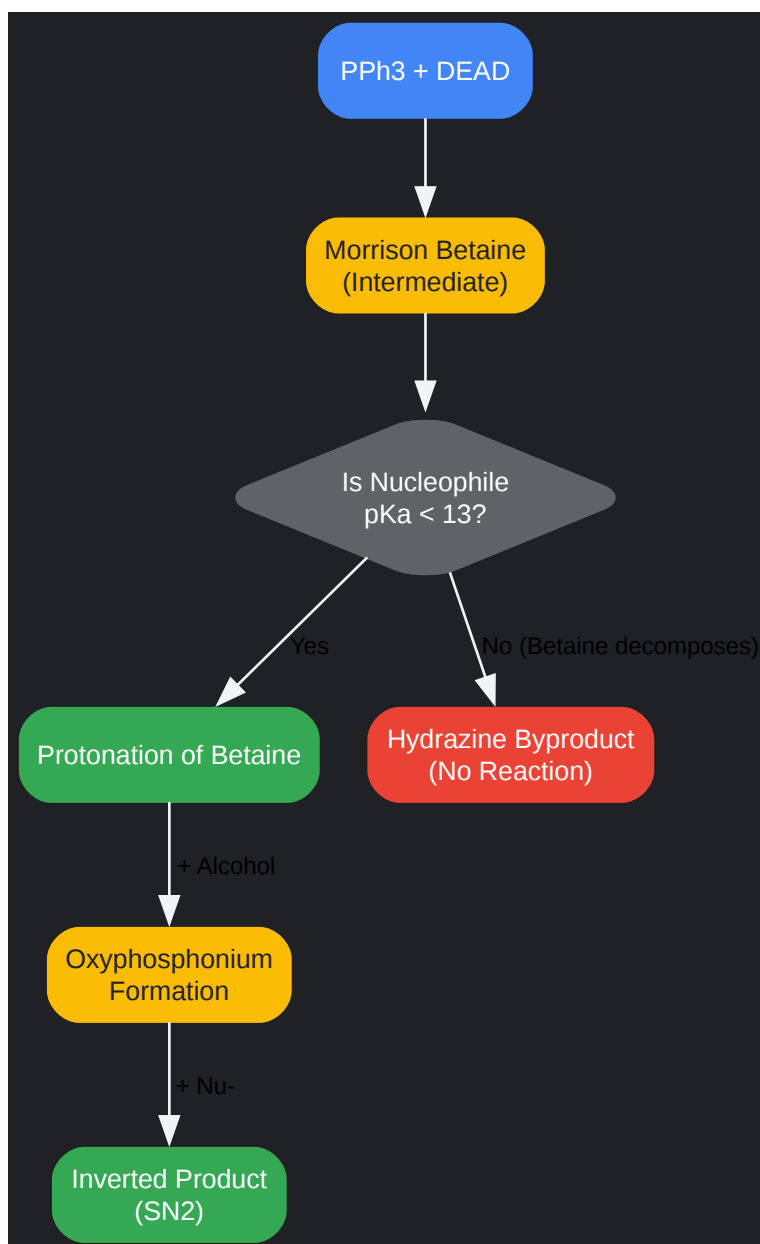 PPh3 + DEAD
Morrison Betaine
(Intermediate)
Is Nucleophile
pKa < 13?
Yes
No (Betaine decomposes)
Protonation of Betaine
Hydrazine Byproduct
(No Reaction)
+ Alcohol
Oxyphosphonium
Formation
+ Nu-
Inverted Product
(SN2)